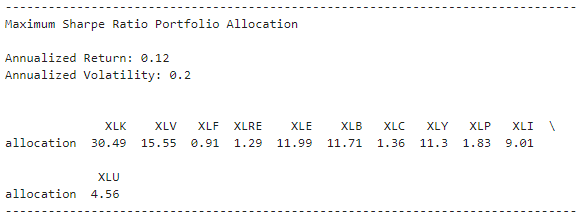 --------------------------------------------------------------------------------
Maximum Sharpe Ratio Portfolio Allocation
Annualized Return: 0.12
Annualized Volatility: 0.2
XLK XLV XLF XLRE XLE XLB XLC XLY XLP XLI \
allocation 30.49 15.55 0.91 1.29 11.99 11.71 1.36 11.3 1.83 9.01
XLU
allocation 4.56
--------------------------------------------------------------------------------